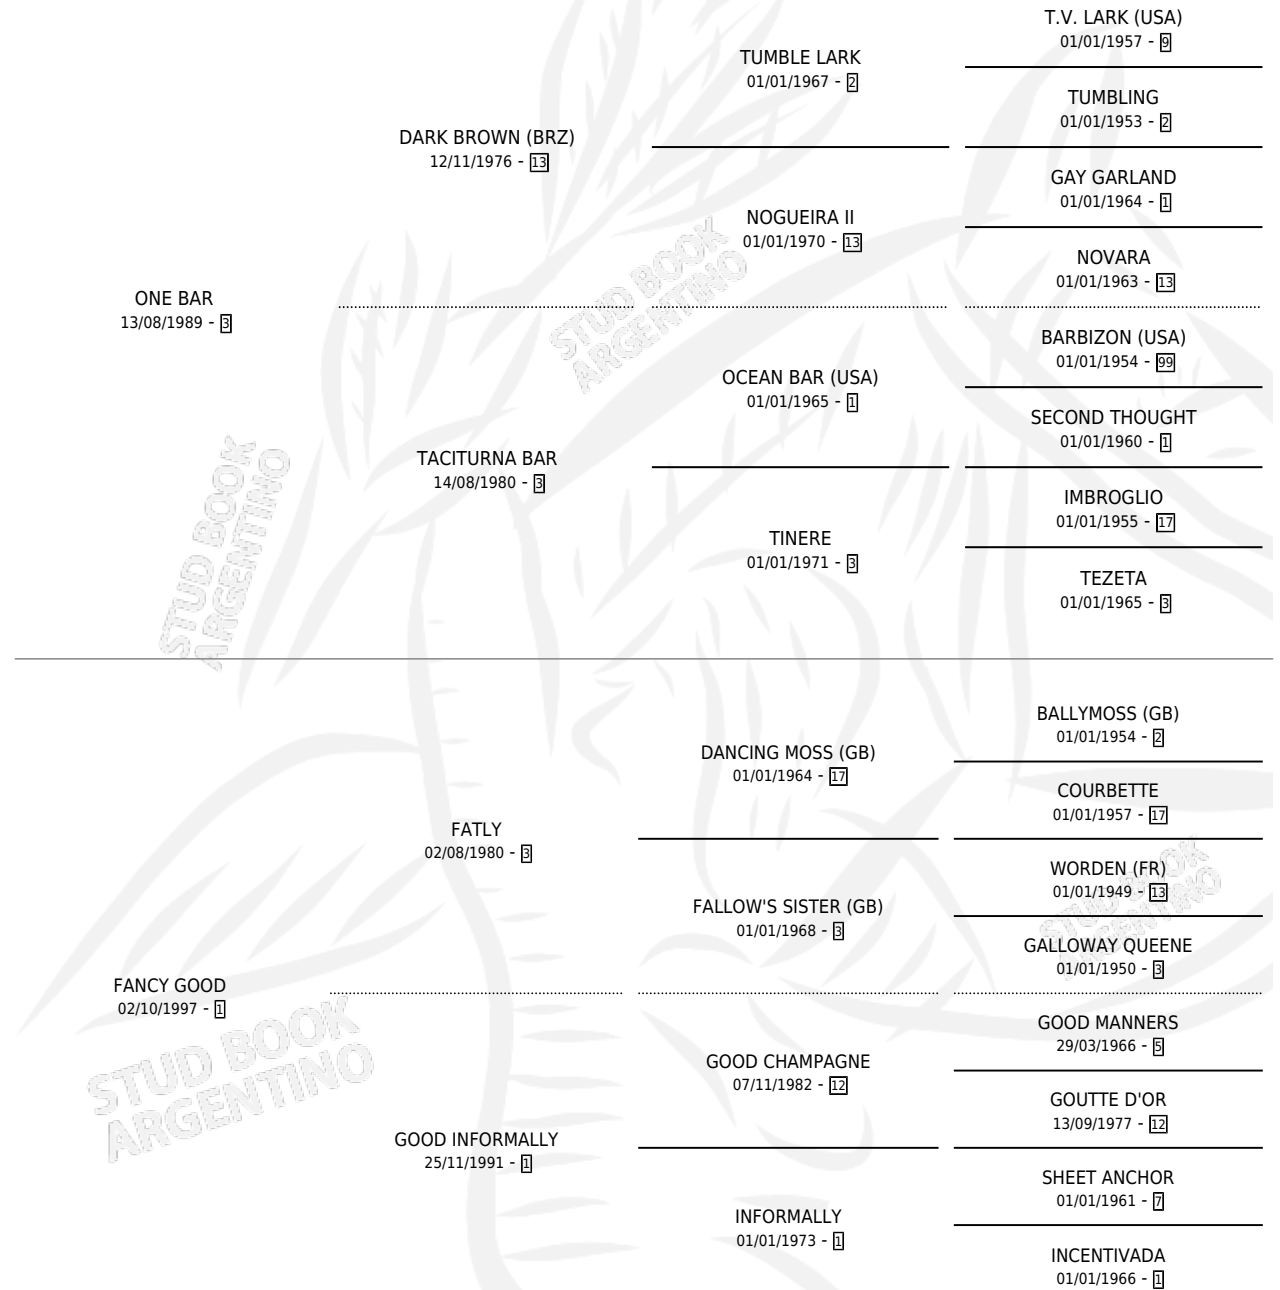 T.V. LARK (USA)
01/01/1957 - 9
TUMBLE LARK
01/01/1967 - 2
TUMBLING
01/01/1953 - 2
DARK BROWN (BRZ)
12/11/1976 - 13
GAY GARLAND
01/01/1964 - 1
NOGUEIRA II
01/01/1970 - 13
NOVARA
01/01/1963 - 13
ONE BAR
13/08/1989 - 3
BARBIZON (USA)
01/01/1954 - 99
OCEAN BAR (USA)
01/01/1965 - 1
SECOND THOUGHT
01/01/1960 - 1
TACITURNA BAR
14/08/1980 - 3
IMBROGLIO
01/01/1955 - 17
TINERE
01/01/1971 - 3
TEZETA
01/01/1965 - 3
BALLYMOSS (GB)
01/01/1954 - 2
DANCING MOSS (GB)
01/01/1964 - 17
COURBETTE
01/01/1957 - 17
FATLY
02/08/1980 - 3
WORDEN (FR)
01/01/1949 - 13
FALLOW'S SISTER (GB)
01/01/1968 - 3
GALLOWAY QUEENE
01/01/1950 - 3
FANCY GOOD
02/10/1997 - 1
GOOD MANNERS
29/03/1966 - 5
GOOD CHAMPAGNE
07/11/1982 - 12
GOUTTE D'OR
13/09/1977 - 12
GOOD INFORMALLY
25/11/1991 - 1
SHEET ANCHOR
01/01/1961 - 7
INFORMALLY
01/01/1973 - 1
INCENTIVADA
01/01/1966 - 1
STUD BOOK
ARGENTINO
STUD BOOK
ARGENTINO
STUD BOOK
ARGENTINO
STUD BOOK
ARGENTINO